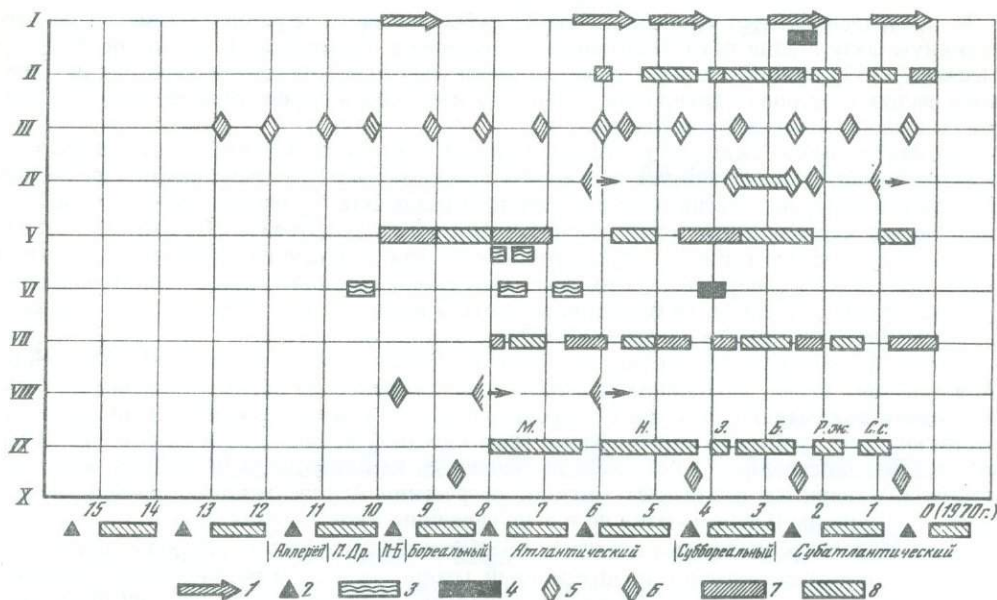 I
II
III
IV
V
VI
VII
VIII
IX М. Н. Э. Б. Р.ж. С.с.
X
15 14 13 12 11 10 9 8 7 6 5 4 3 2 1 0 (1970г.)
Аллерёд П.Др. П-Б Бореальный Атлантический Суббореальный Субатлантический
1 2 3 4 5 6 7 8